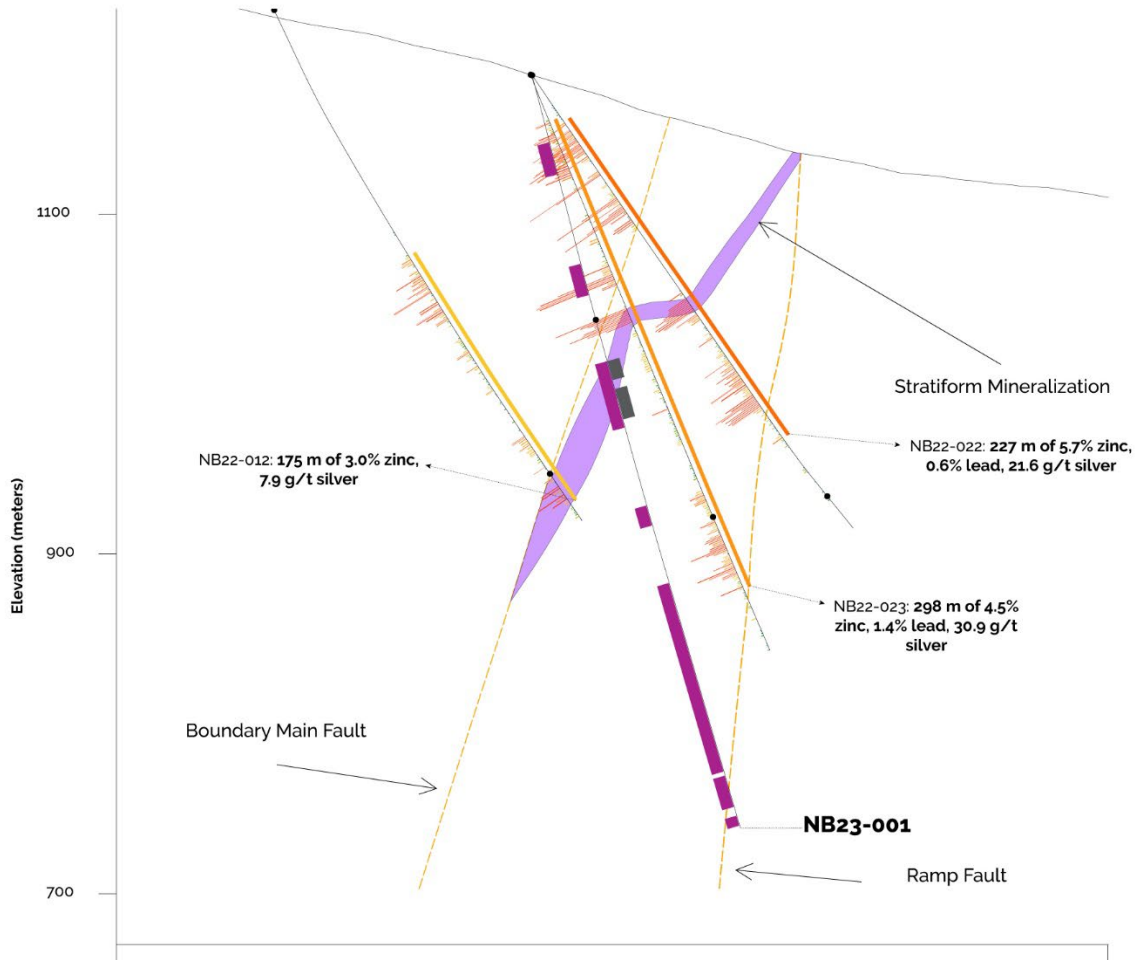 1100
Stratiform Mineralization
NB22-012: 175 m of 3.0% zinc,
7.9 g/t silver
NB22-022: 227 m of 5.7% zinc,
0.6% lead, 21.6 g/t silver
900
Elevation (meters)
NB22-023: 298 m of 4.5%
zinc, 1.4% lead, 30.9 g/t
silver
Boundary Main Fault
NB23-001
Ramp Fault
700